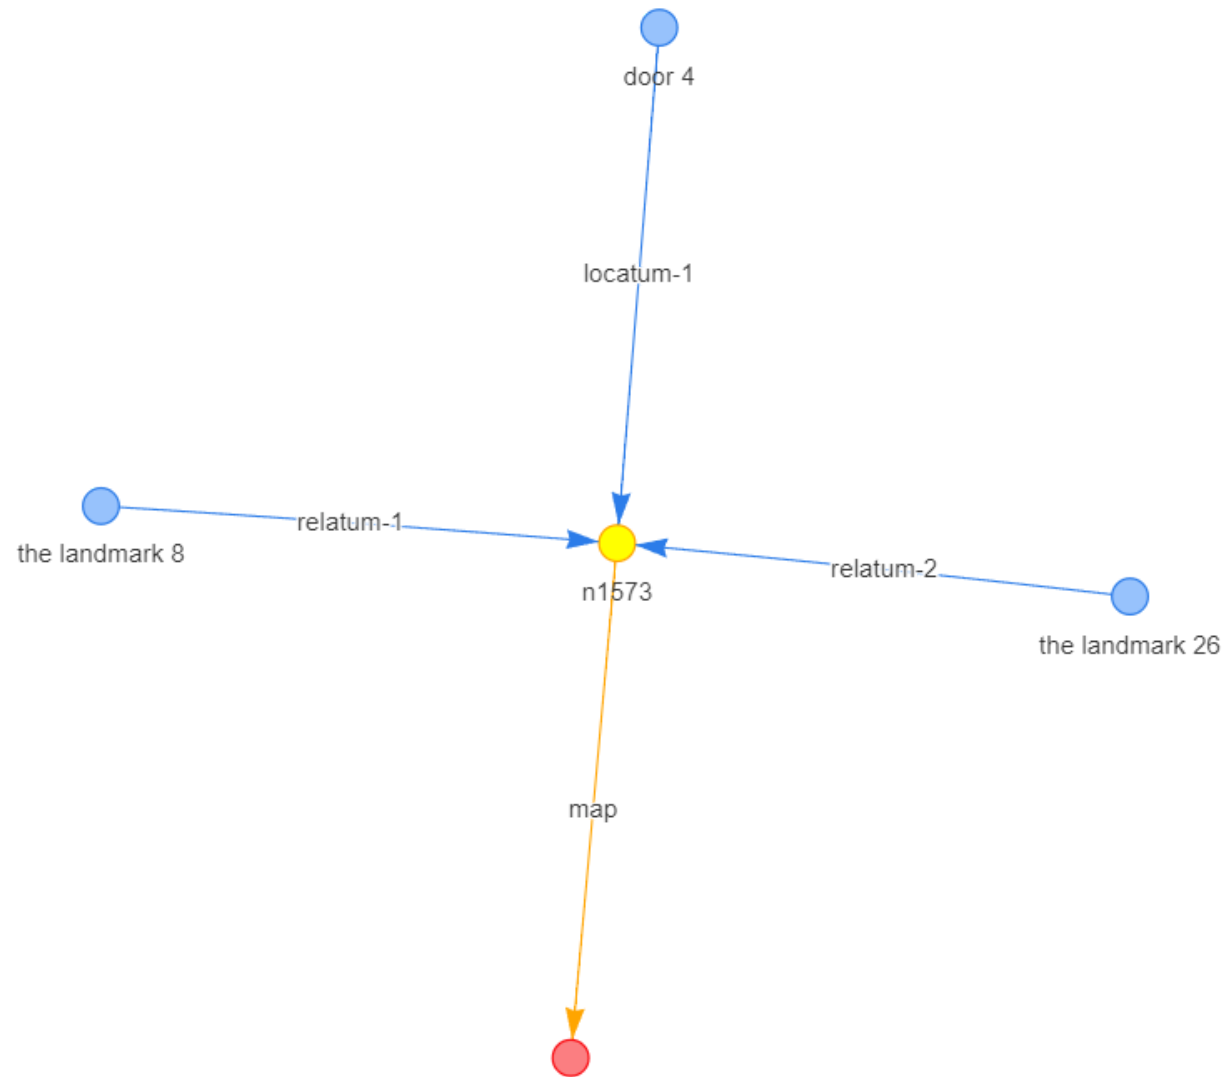 door 4
locatum-1
relatum-1
the landmark 8
n1573
relatum-2
the landmark 26
map